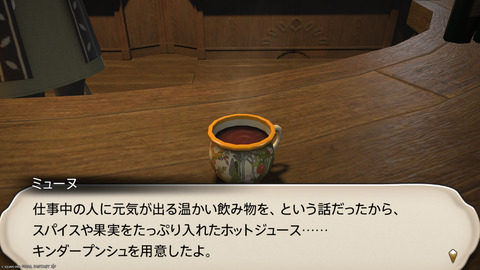 ミューヌ
仕事中の人に元気が出る温かい飲み物を、という話だったから、
スパイスや果実をたっぷり入れたホットジュース……
キンダープンシュを用意したよ。